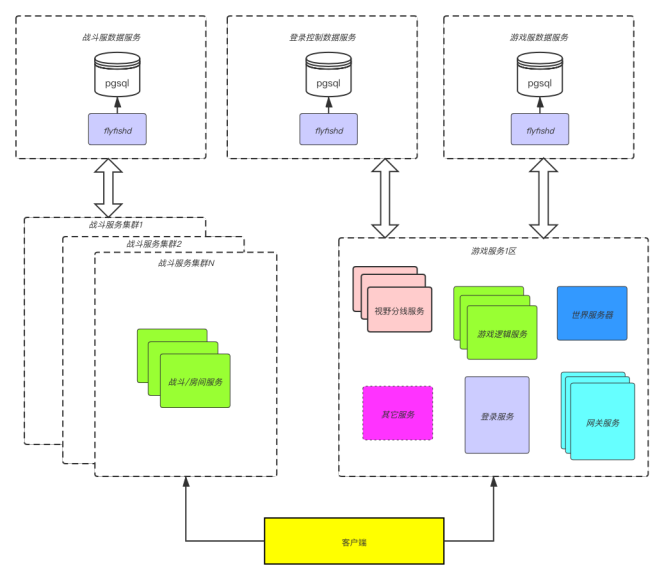 战斗服数据服务
pgsql
flyfishd
登录控制数据服务
pgsql
flyfishd
游戏服数据服务
pgsql
flyfishd
战斗服务集群1
战斗服务集群2
战斗服务集群N
战斗/房间服务
游戏服务1区
视野分线服务
游戏逻辑服务
世界服务器
其它服务
登录服务
网关服务
客户端